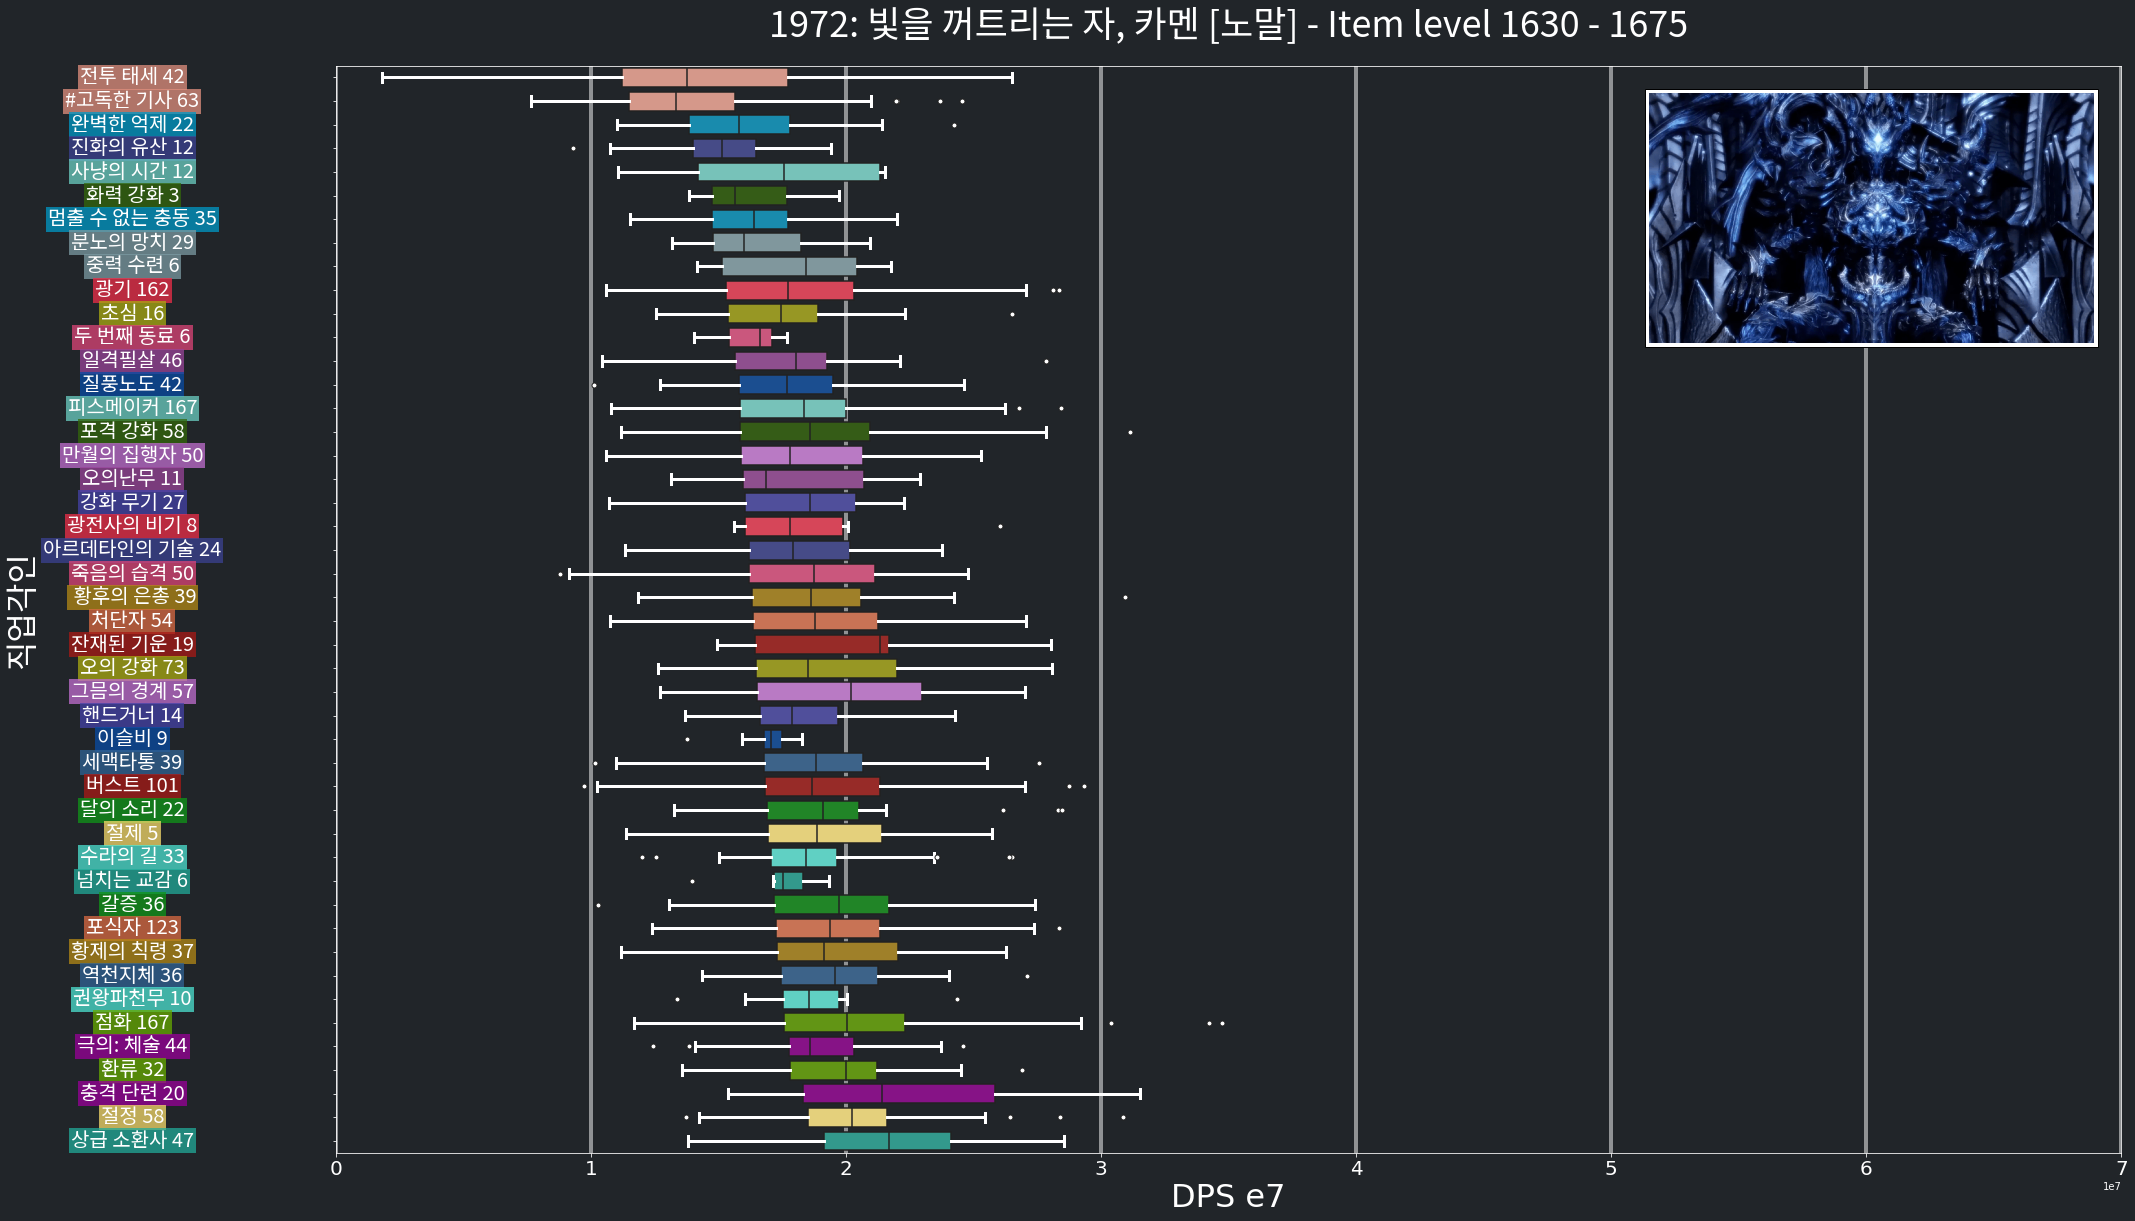 1972: 빛을 꺼트리는 자, 카멘 [노말] - Item level 1630 - 1675
직업각인
전투 태세 42
#고독한 기사 63
완벽한 억제 22
진화의 유산 12
사냥의 시간 12
화력 강화 3
멈출 수 없는 충동 35
분노의 망치 29
중력 수련 6
광기 162
초심 16
두 번째 동료 6
일격필살 46
질풍노도 42
피스메이커 167
포격 강화 58
만월의 집행자 50
오의난무 11
강화 무기 27
광전사의 비기 8
아르데타인의 기술 24
죽음의 습격 50
황후의 은총 39
처단자 54
잔재된 기운 19
오의 강화 73
그믐의 경계 57
핸드거너 14
이슬비 9
세맥타통 39
버스트 101
달의 소리 22
절제 5
수라의 길 33
넘치는 교감 6
갈증 36
포식자 123
황제의 칙령 37
역천지체 36
권왕파천무 10
점화 167
극의: 체술 44
환류 32
충격 단련 20
절정 58
상급 소환사 47
0 1 2 3 4 5 6 7
1e7
DPS e7